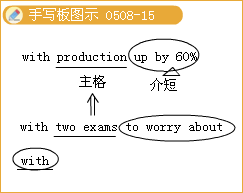 手写板图示 0508-15
with production up by 60%
主格 介短
with two exams to worry about
with